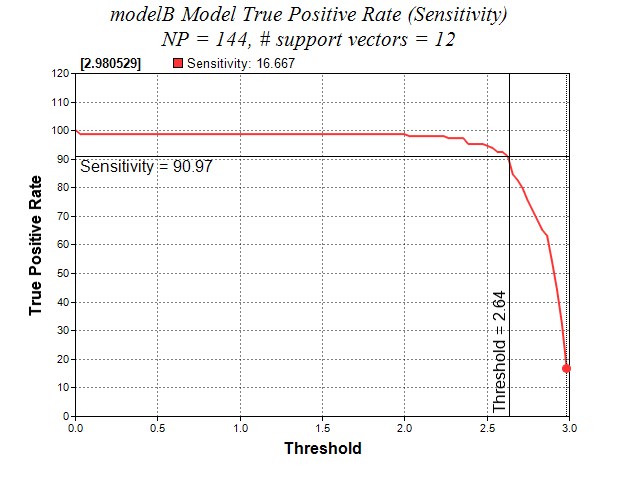 modelB Model True Positive Rate (Sensitivity)
NP = 144, # support vectors = 12
[2.980529] Sensitivity: 16.667
120
110
100
90
80
70
60
50
40
30
20
10
0
True Positive Rate
Sensitivity = 90.97
Threshold = 2.64
0.0 0.5 1.0 1.5 2.0 2.5 3.0
Threshold